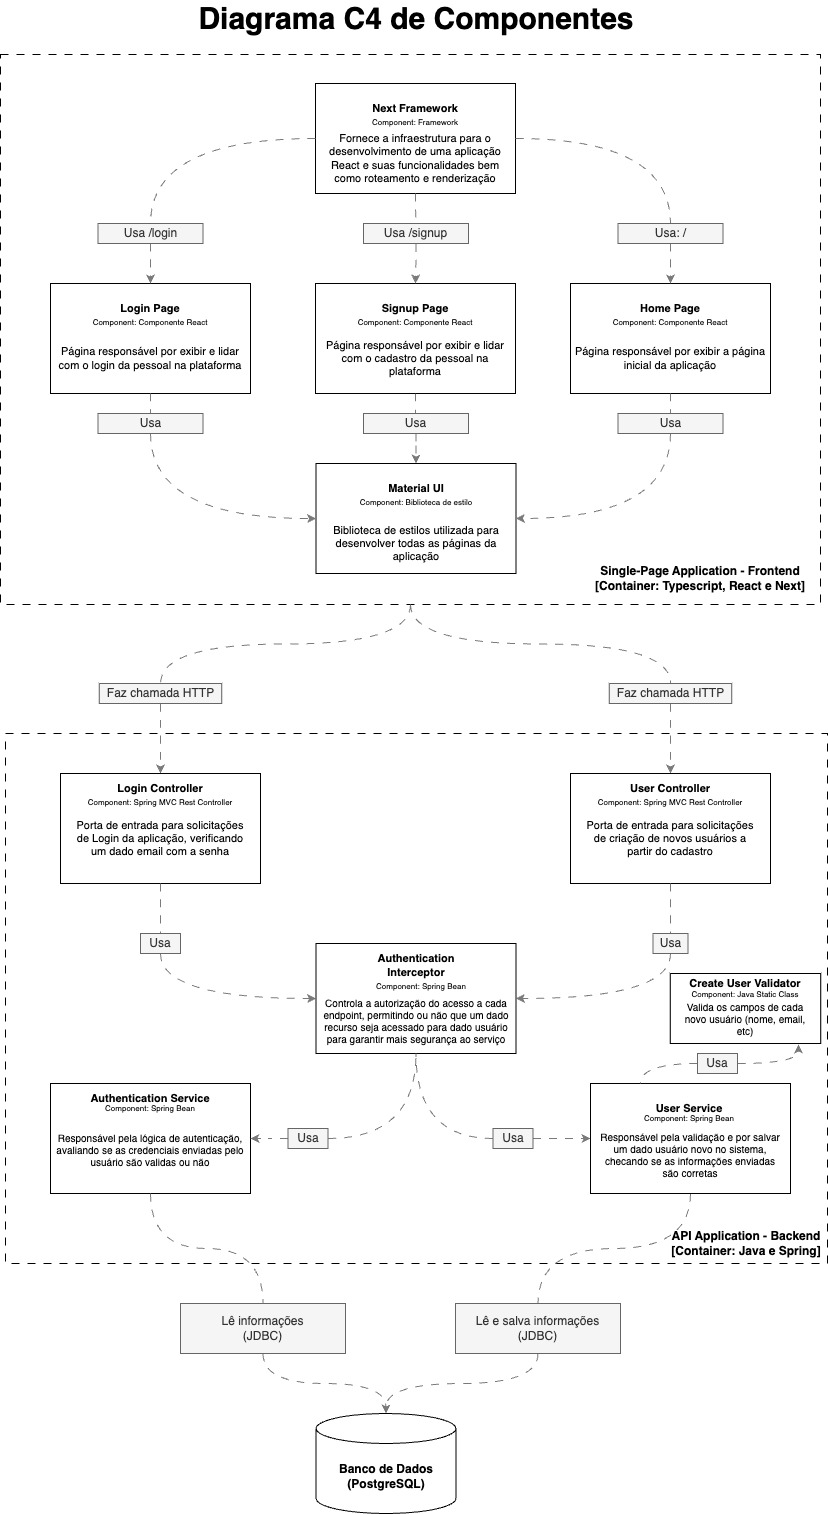 Diagrama C4 de Componentes
Next Framework
Component: Framework
Fornece a infraestrutura para o
desenvolvimento de uma aplicação
React e suas funcionalidades bem
como roteamento e renderização
Usa /login
Usa /signup
Usa: /
Login Page
Component: Componente React
Página responsável por exibir e lidar
com o login da pessoal na plataforma
Signup Page
Component: Componente React
Página responsável por exibir e lidar
com o cadastro da pessoal na
plataforma
Home Page
Component: Componente React
Página responsável por exibir a página
inicial da aplicação
Usa
Usa
Usa
Material UI
Component: Biblioteca de estilo
Biblioteca de estilos utilizada para
desenvolver todas as páginas da
aplicação
Single-Page Application - Frontend
[Container: Typescript, React e Next]
Faz chamada HTTP
Faz chamada HTTP
Login Controller
Component: Spring MVC Rest Controller
Porta de entrada para solicitações
de Login da aplicação, verificando
um dado email com a senha
User Controller
Component: Spring MVC Rest Controller
Porta de entrada para solicitações
de criação de novos usuários a
partir do cadastro
Usa
Usa
Authentication
Interceptor
Component: Spring Bean
Controla a autorização do acesso a cada
endpoint, permitindo ou não que um dado
recurso seja acessado para dado usuário
para garantir mais segurança ao serviço
Create User Validator
Component: Java Static Class
Valida os campos de cada
novo usuário (nome, email,
etc)
Usa
Authentication Service
Component: Spring Bean
Responsável pela lógica de autenticação,
avaliando se as credenciais enviadas pelo
usuário são validas ou não
Usa
Usa
User Service
Component: Spring Bean
Responsável pela validação e por salvar
um dado usuário novo no sistema,
checando se as informações enviadas
são corretas
API Application - Backend
[Container: Java e Spring]
Lê informações
(JDBC)
Lê e salva informações
(JDBC)
Banco de Dados
(PostgreSQL)